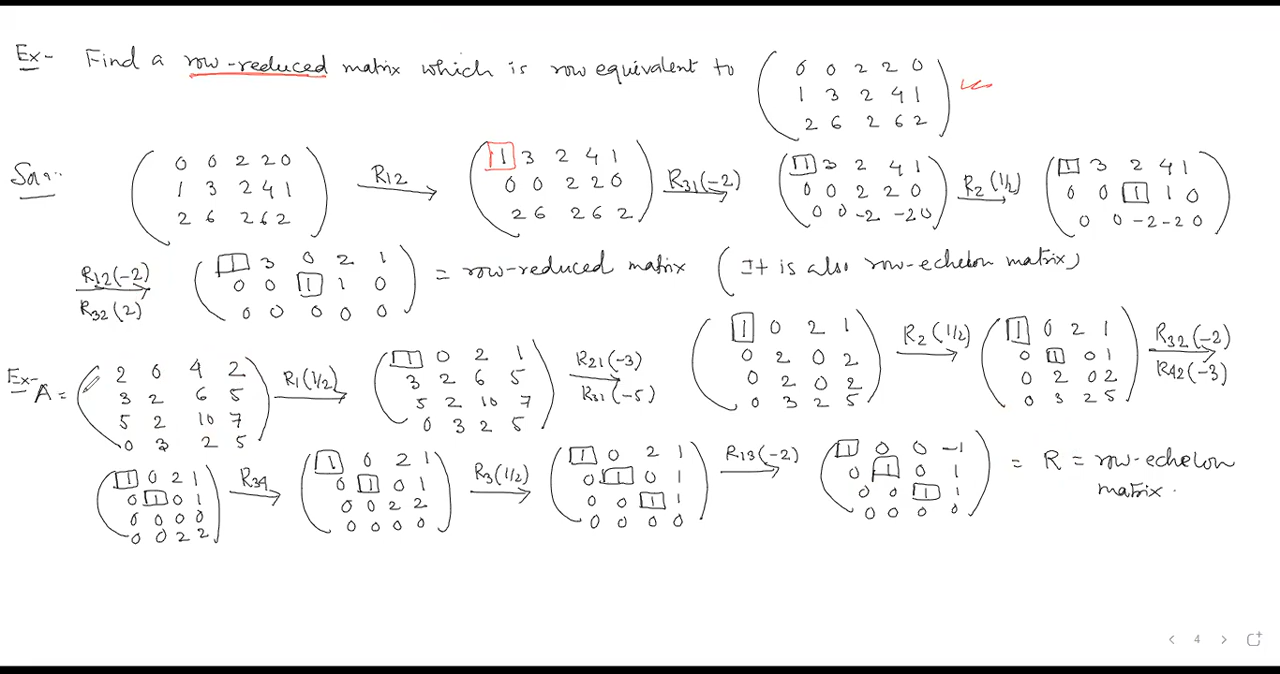 Ex- Find a row-reduced matrix which is row equivalent to
0 0 2 2 0
1 3 2 4 1
2 6 2 6 2
Soln.
0 0 2 2 0
1 3 2 4 1
2 6 2 6 2
R12
1 3 2 4 1
0 0 2 2 0
2 6 2 6 2
R31(-2)
1 3 2 4 1
0 0 2 2 0
0 0 -2 -2 0
R2(1/2)
1 3 2 4 1
0 0 1 1 0
0 0 -2 -2 0
R12(-2)
R32(2)
1 3 0 2 1
0 0 1 1 0
0 0 0 0 0
= row-reduced matrix (It is also row-echelon matrix)
Ex- A =
2 0 4 2
3 2 6 5
5 2 10 7
0 3 2 5
R1(1/2)
1 0 2 1
3 2 6 5
5 2 10 7
0 3 2 5
R21(-3)
R31(-5)
1 0 2 1
0 2 0 2
0 2 0 2
0 3 2 5
R2(1/2)
1 0 2 1
0 1 0 1
0 2 0 2
0 3 2 5
R32(-2)
R42(-3)
1 0 2 1
0 1 0 1
0 0 0 0
0 0 2 2
R34
1 0 2 1
0 1 0 1
0 0 2 2
0 0 0 0
R3(1/2)
1 0 2 1
0 1 0 1
0 0 1 1
0 0 0 0
R13(-2)
1 0 0 -1
0 1 0 1
0 0 1 1
0 0 0 0
= R = row-echelon
matrix.
< 4 >